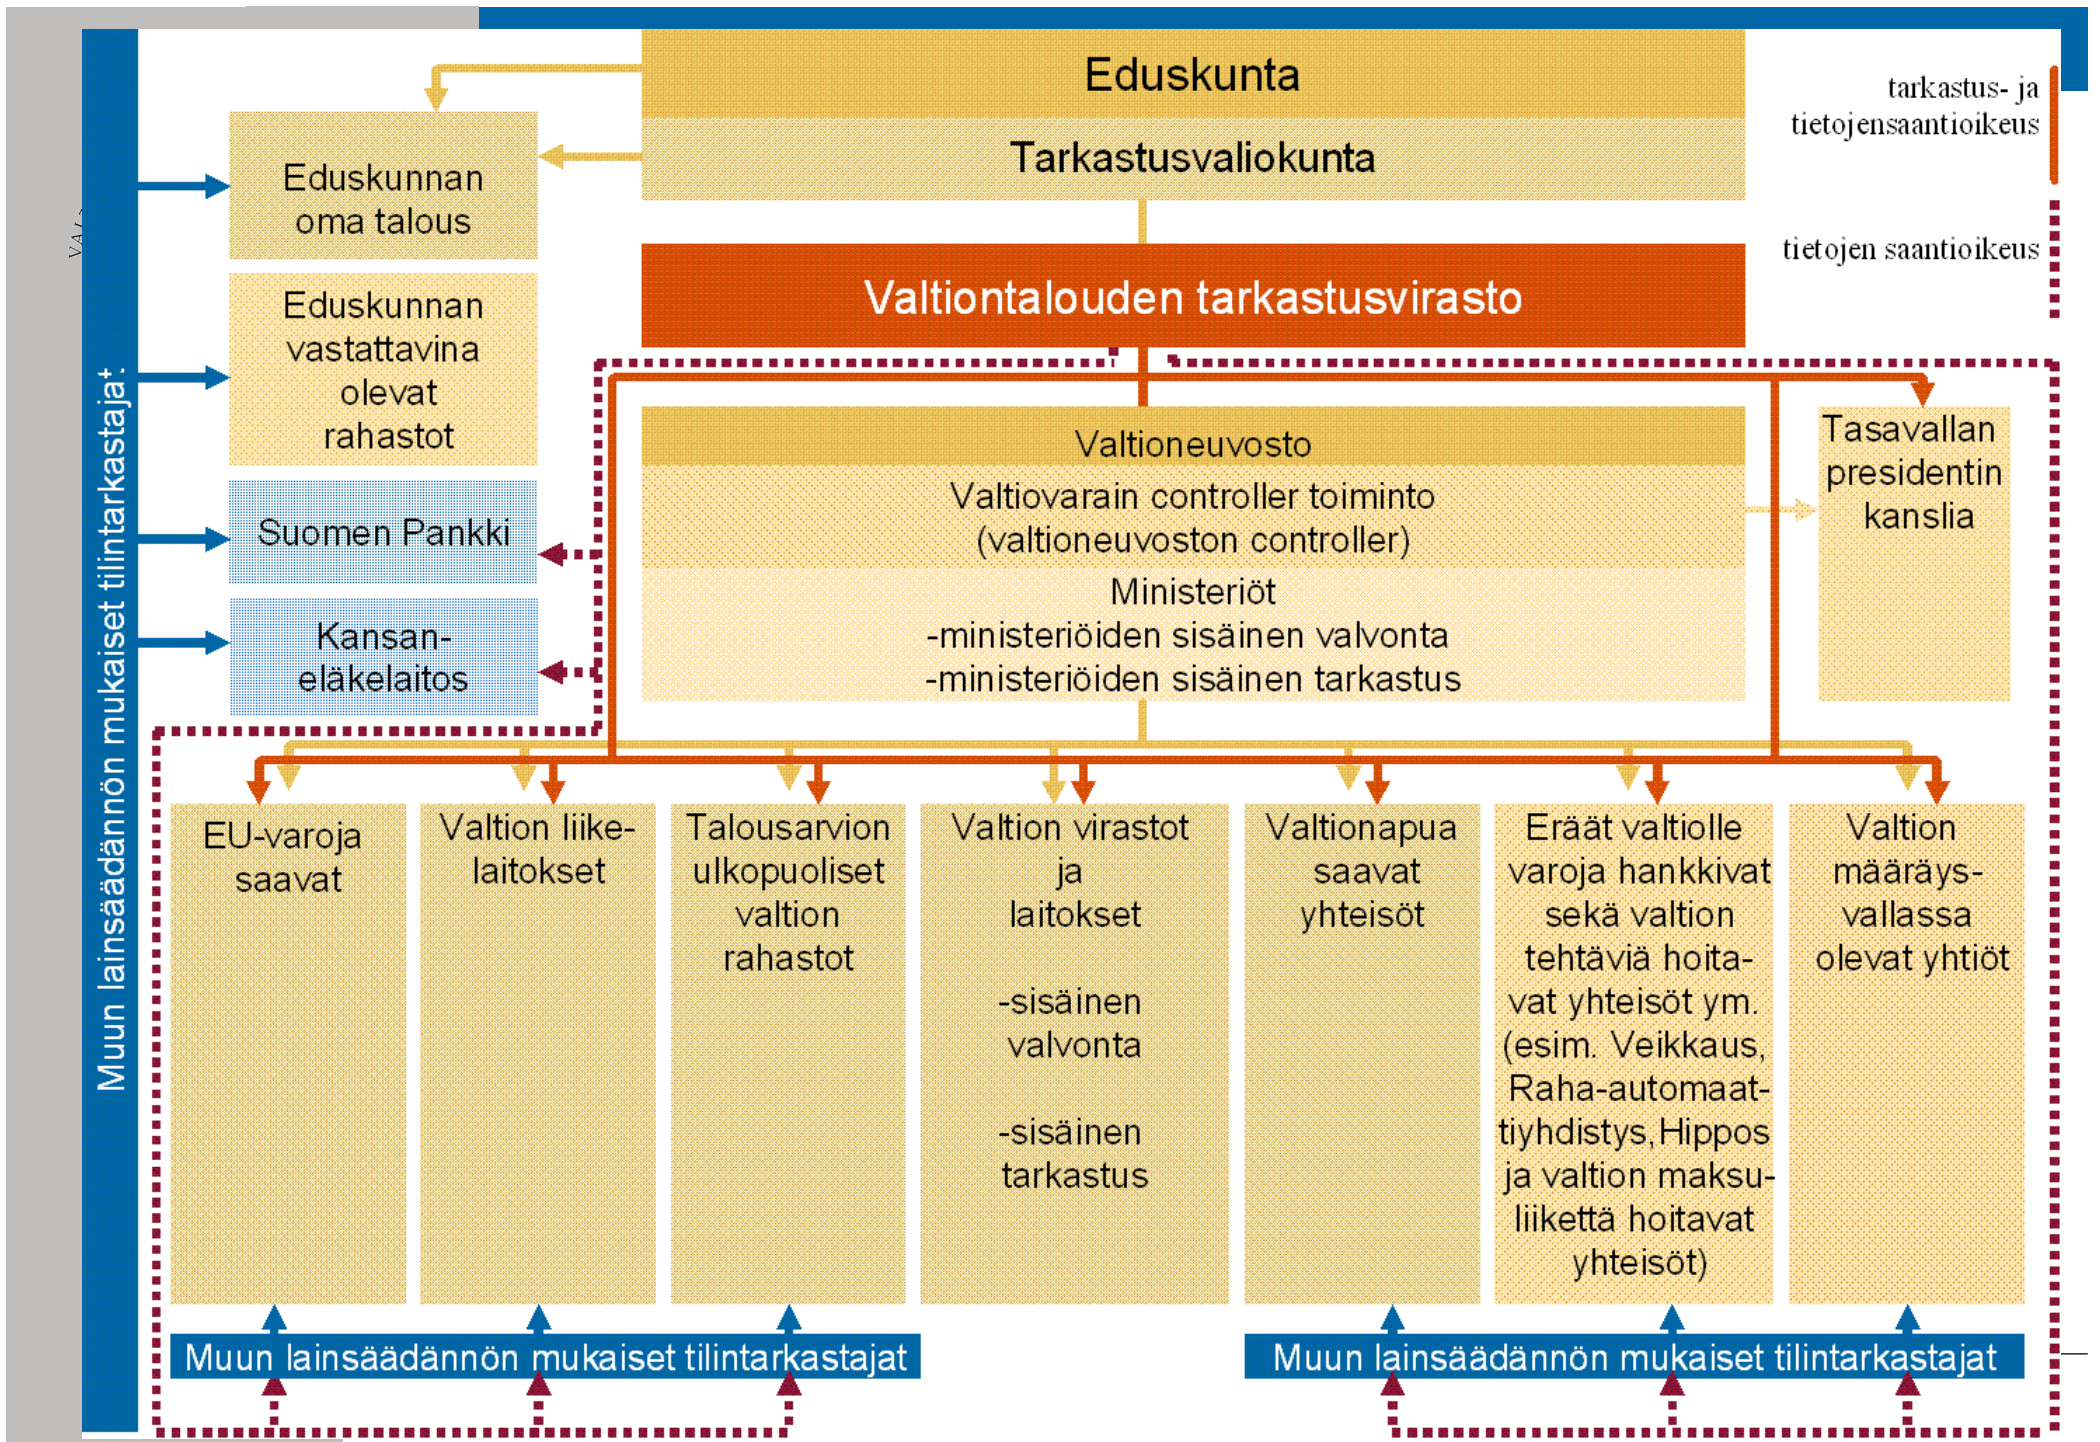 Eduskunta
Tarkastusvaliokunta
tarkastus- ja
tietojensaantioikeus
tietojen saantioikeus
Eduskunnan
oma talous
Valtiontalouden tarkastusvirasto
Eduskunnan
vastattavina
olevat
rahastot
Suomen Pankki
Kansan-
eläkelaitos
Muun lainsäädännön mukaiset tilintarkastajat
Valtioneuvosto
Valtiovarain controller toiminto
(valtioneuvoston controller)
Ministeriöt
-ministeriöiden sisäinen valvonta
-ministeriöiden sisäinen tarkastus
Tasavallan
presidentin
kanslia
EU-varoja
saavat
Valtion liike-
laitokset
Talousarvion
ulkopuoliset
valtion
rahastot
Valtion virastot
ja
laitokset
-sisäinen
valvonta
-sisäinen
tarkastus
Valtionapua
saavat
yhteisöt
Eräät valtiolle
varoja hankkivat
sekä valtion
tehtäviä hoita-
vat yhteisöt ym.
(esim. Veikkaus,
Raha-automaat-
tiyhdistys, Hippos
ja valtion maksu-
liikettä hoitavat
yhteisöt)
Valtion
määräys-
vallassa
olevat yhtiöt
Muun lainsäädännön mukaiset tilintarkastajat
Muun lainsäädännön mukaiset tilintarkastajat